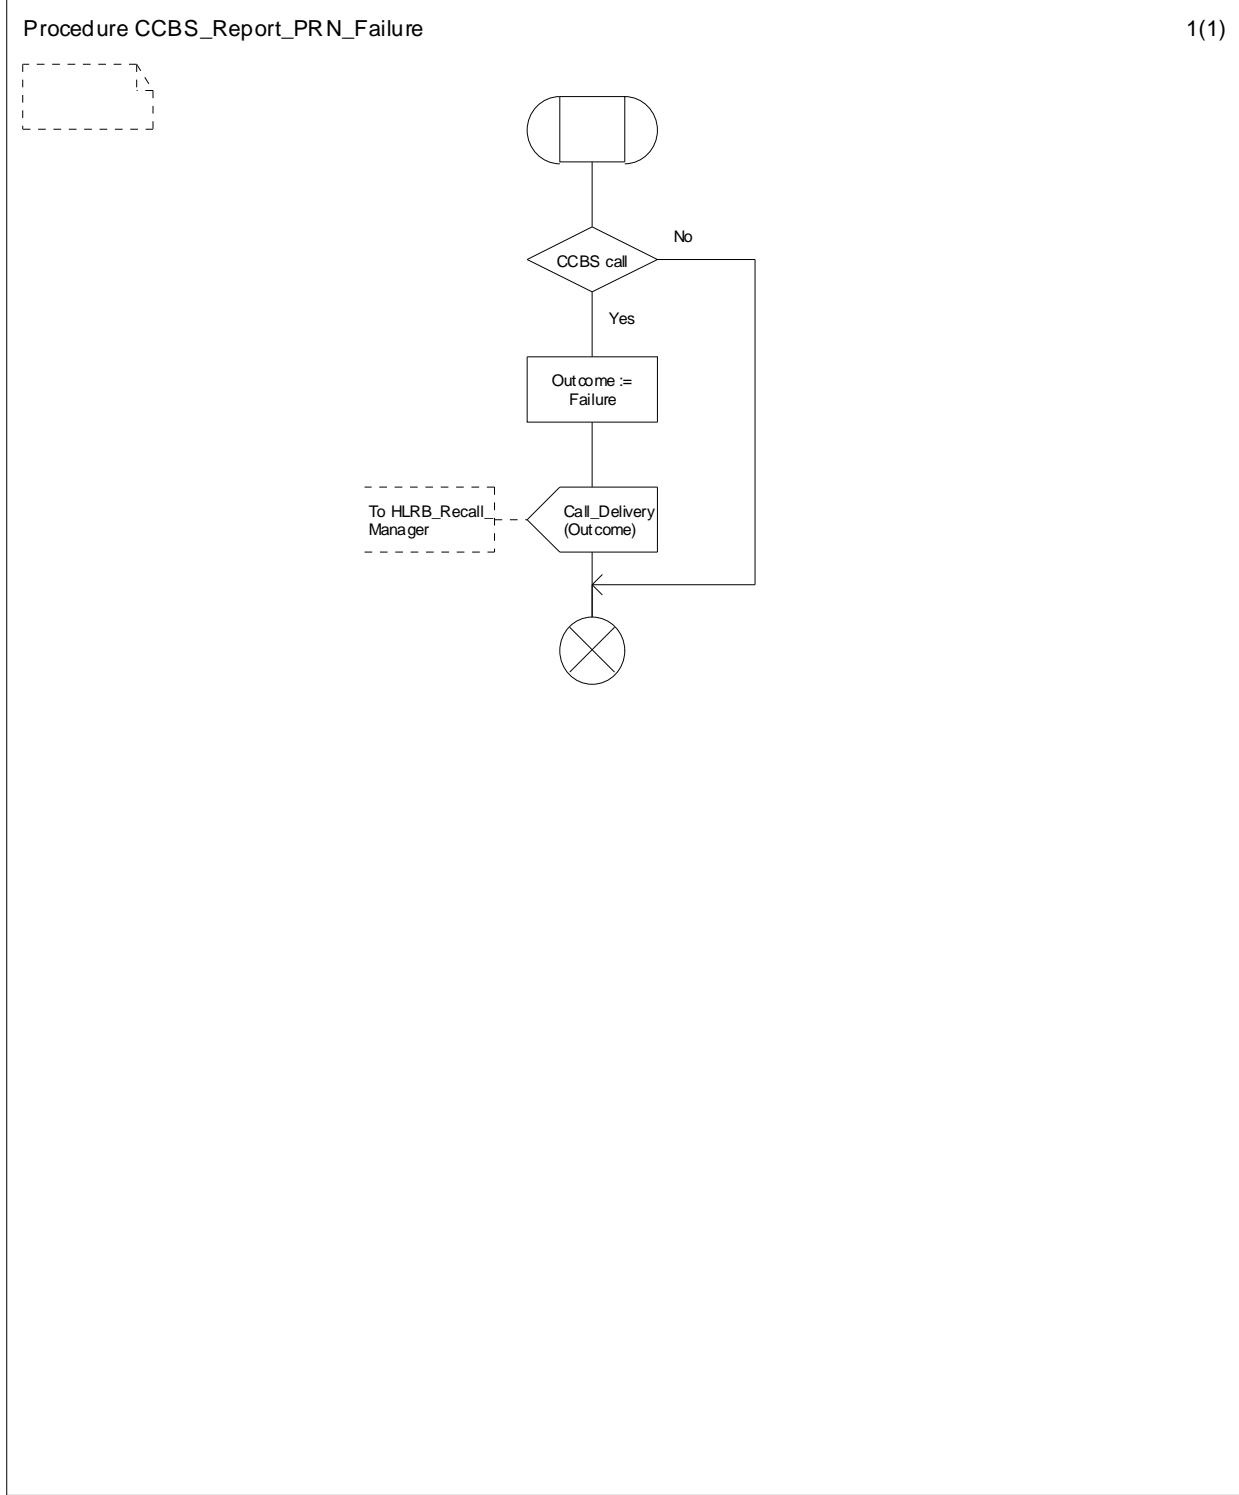 Procedure CCBS_Report_PRN_Failure
1(1)
No
CCBS call
Yes
Outcome :=
Failure
To HLRB_Recall_
Manager
Call_Delivery
(Outcome)